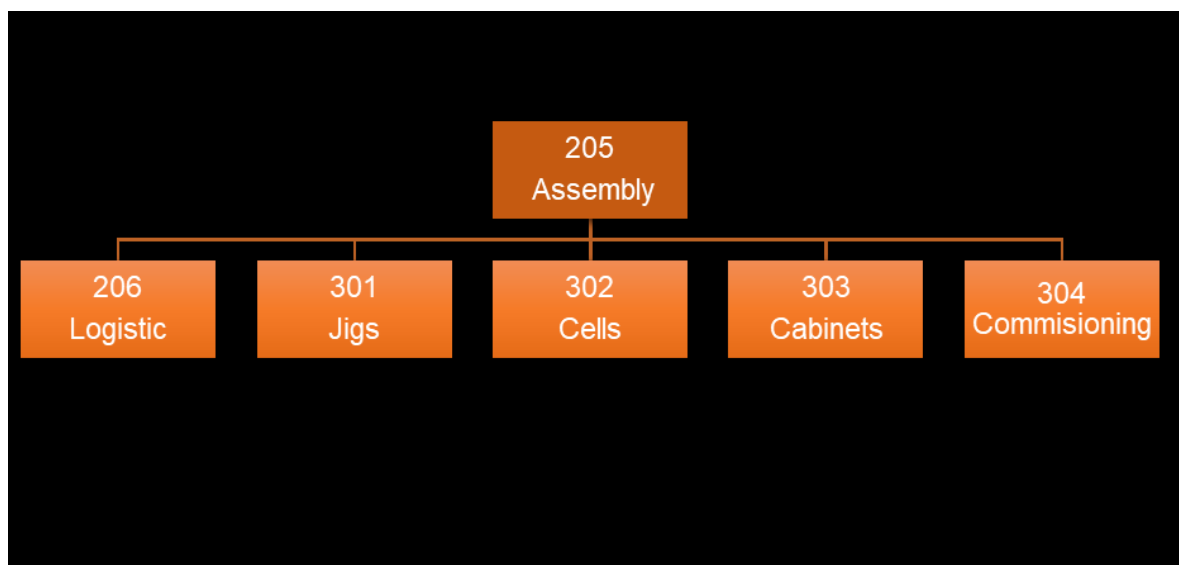 205
Assembly
206
Logistic
301
Jigs
302
Cells
303
Cabinets
304
Commisioning